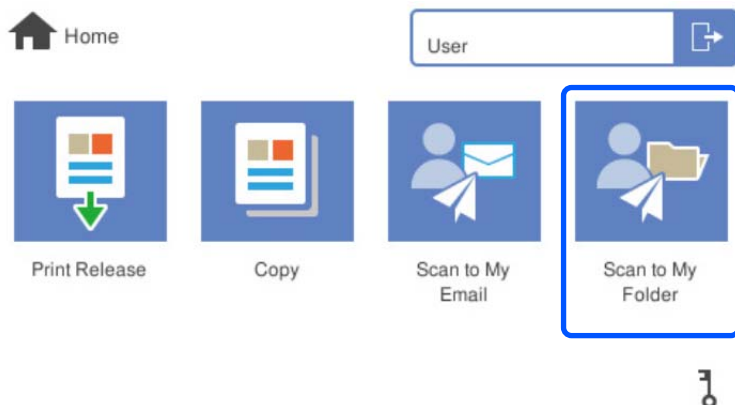 Home
User
Print Release
Copy
Scan to My
Email
Scan to My
Folder